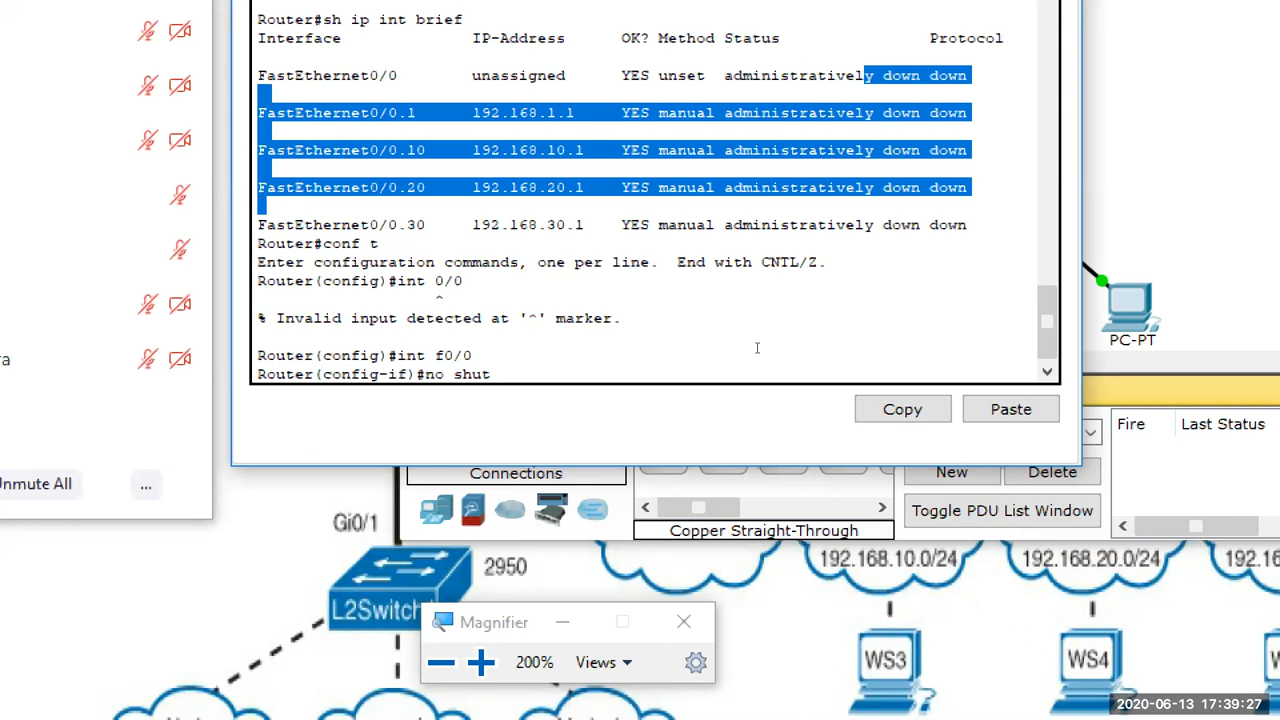 Router#sh ip int brief
Interface IP-Address OK? Method Status Protocol
FastEthernet0/0 unassigned YES unset administratively down down
FastEthernet0/0.1 192.168.1.1 YES manual administratively down down
FastEthernet0/0.10 192.168.10.1 YES manual administratively down down
FastEthernet0/0.20 192.168.20.1 YES manual administratively down down
FastEthernet0/0.30 192.168.30.1 YES manual administratively down down
Router#conf t
Enter configuration commands, one per line. End with CNTL/Z.
Router(config)#int 0/0
^
% Invalid input detected at '^' marker.
Router(config)#int f0/0
Router(config-if)#no shut
Copy Paste
PC-PT
Fire Last Status
New Delete
Toggle PDU List Window
Connections
Copper Straight-Through
a
Unmute All ...
Gi0/1
2950
L2Switch
192.168.10.0/24 192.168.20.0/24 192.16
WS3 WS4
Magnifier
200% Views
2020-06-13 17:39:27